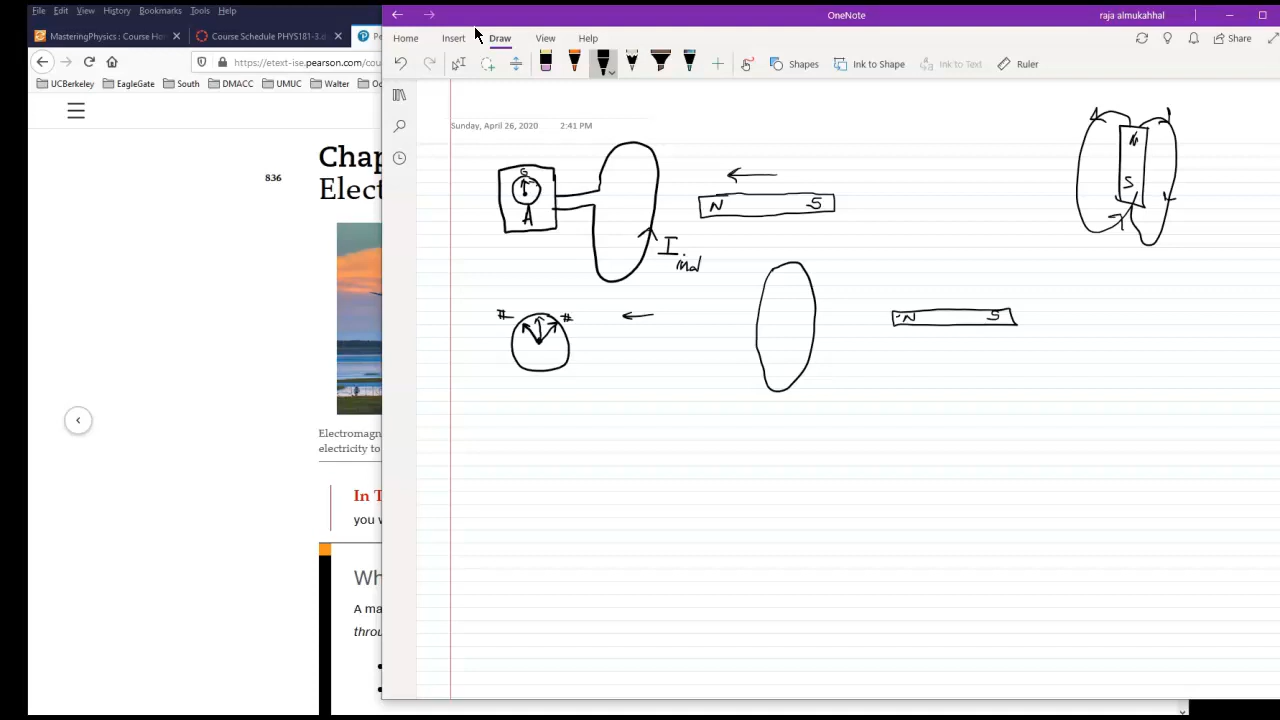 File Edit View History Bookmarks Tools Help
MasteringPhysics : Course Ho
Course Schedule PHYS181-3.d
https://etext-ise.pearson.com/cou
UCBerkeley EagleGate South DMACC UMUC Walter
836
Chap
Elect
Electromagn
electricity to
In T
you w
Wh
A ma
throu
OneNote
raja almukahhal
Home Insert Draw View Help
Share
Shapes Ink to Shape Ink to Text Ruler
Sunday, April 26, 2020 2:41 PM
G
A
N S
I ind
N
S
N S